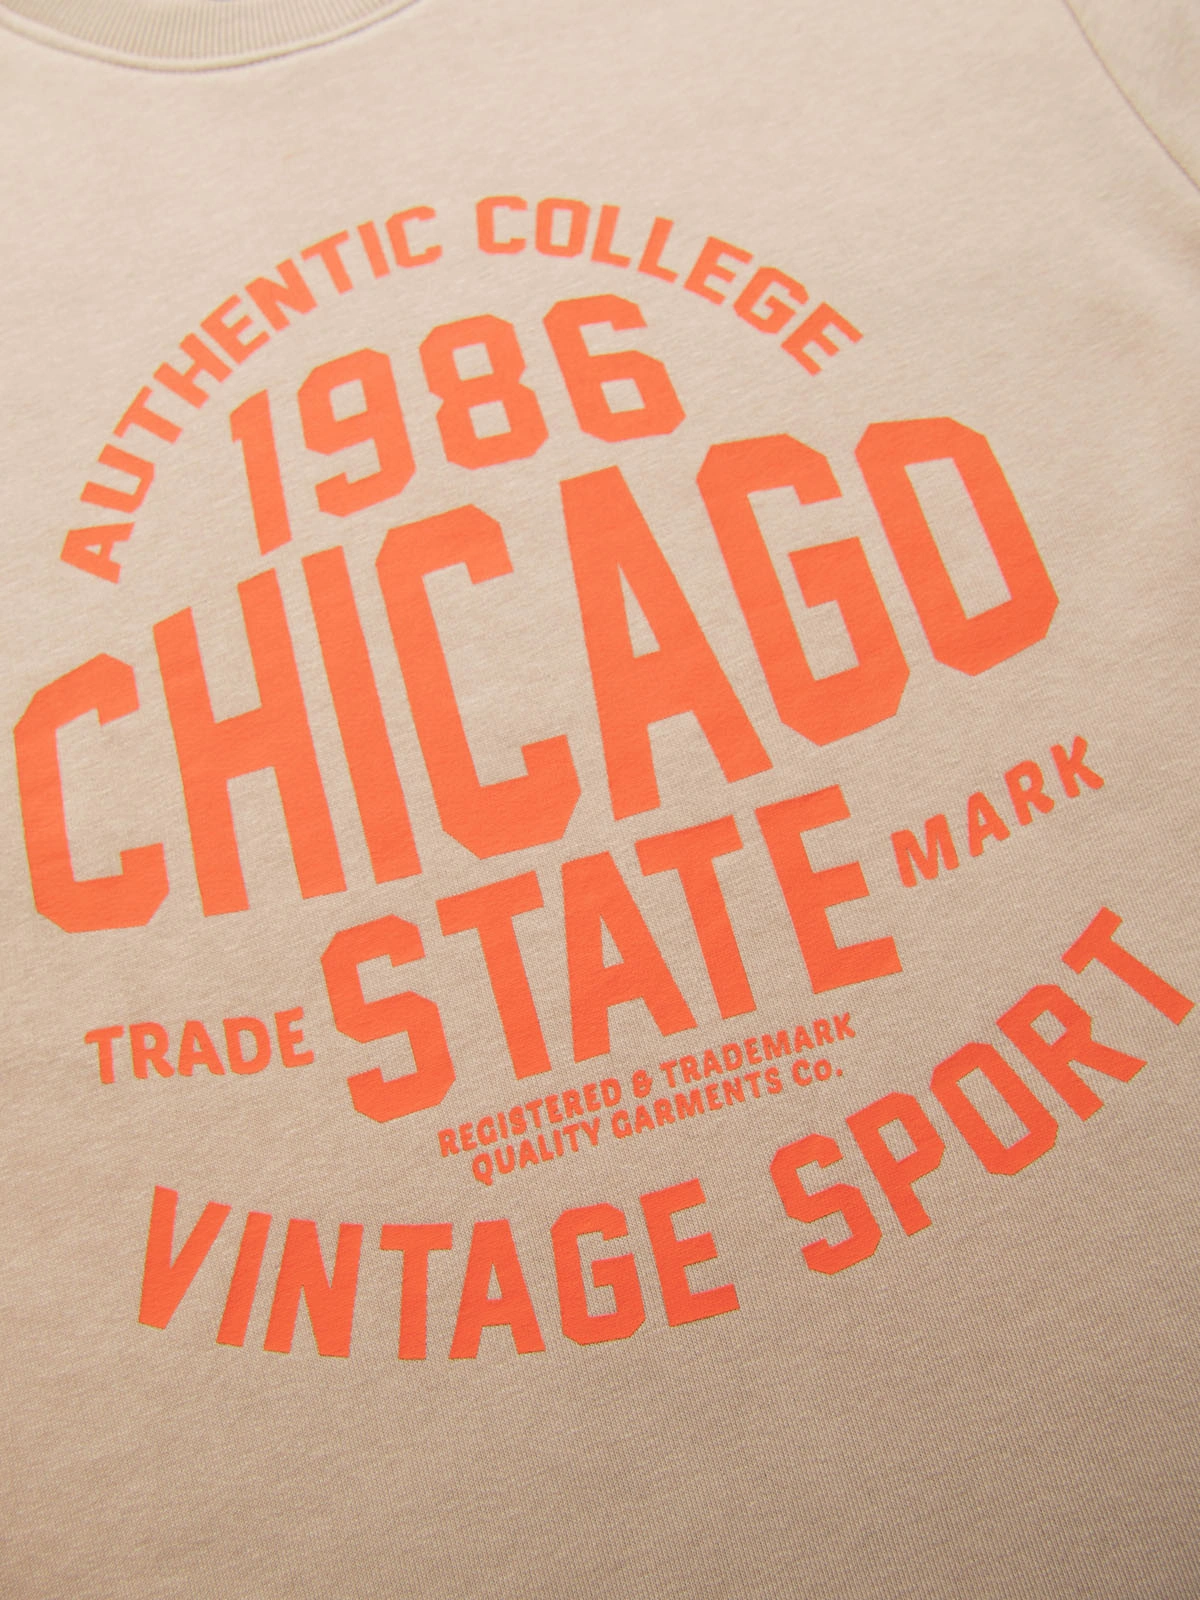 AUTHENTIC COLLEGE
1986
CHICAGO
TRADE STATE MARK
REGISTERED & TRADEMARK
QUALITY GARMENTS Co.
VINTAGE SPORT